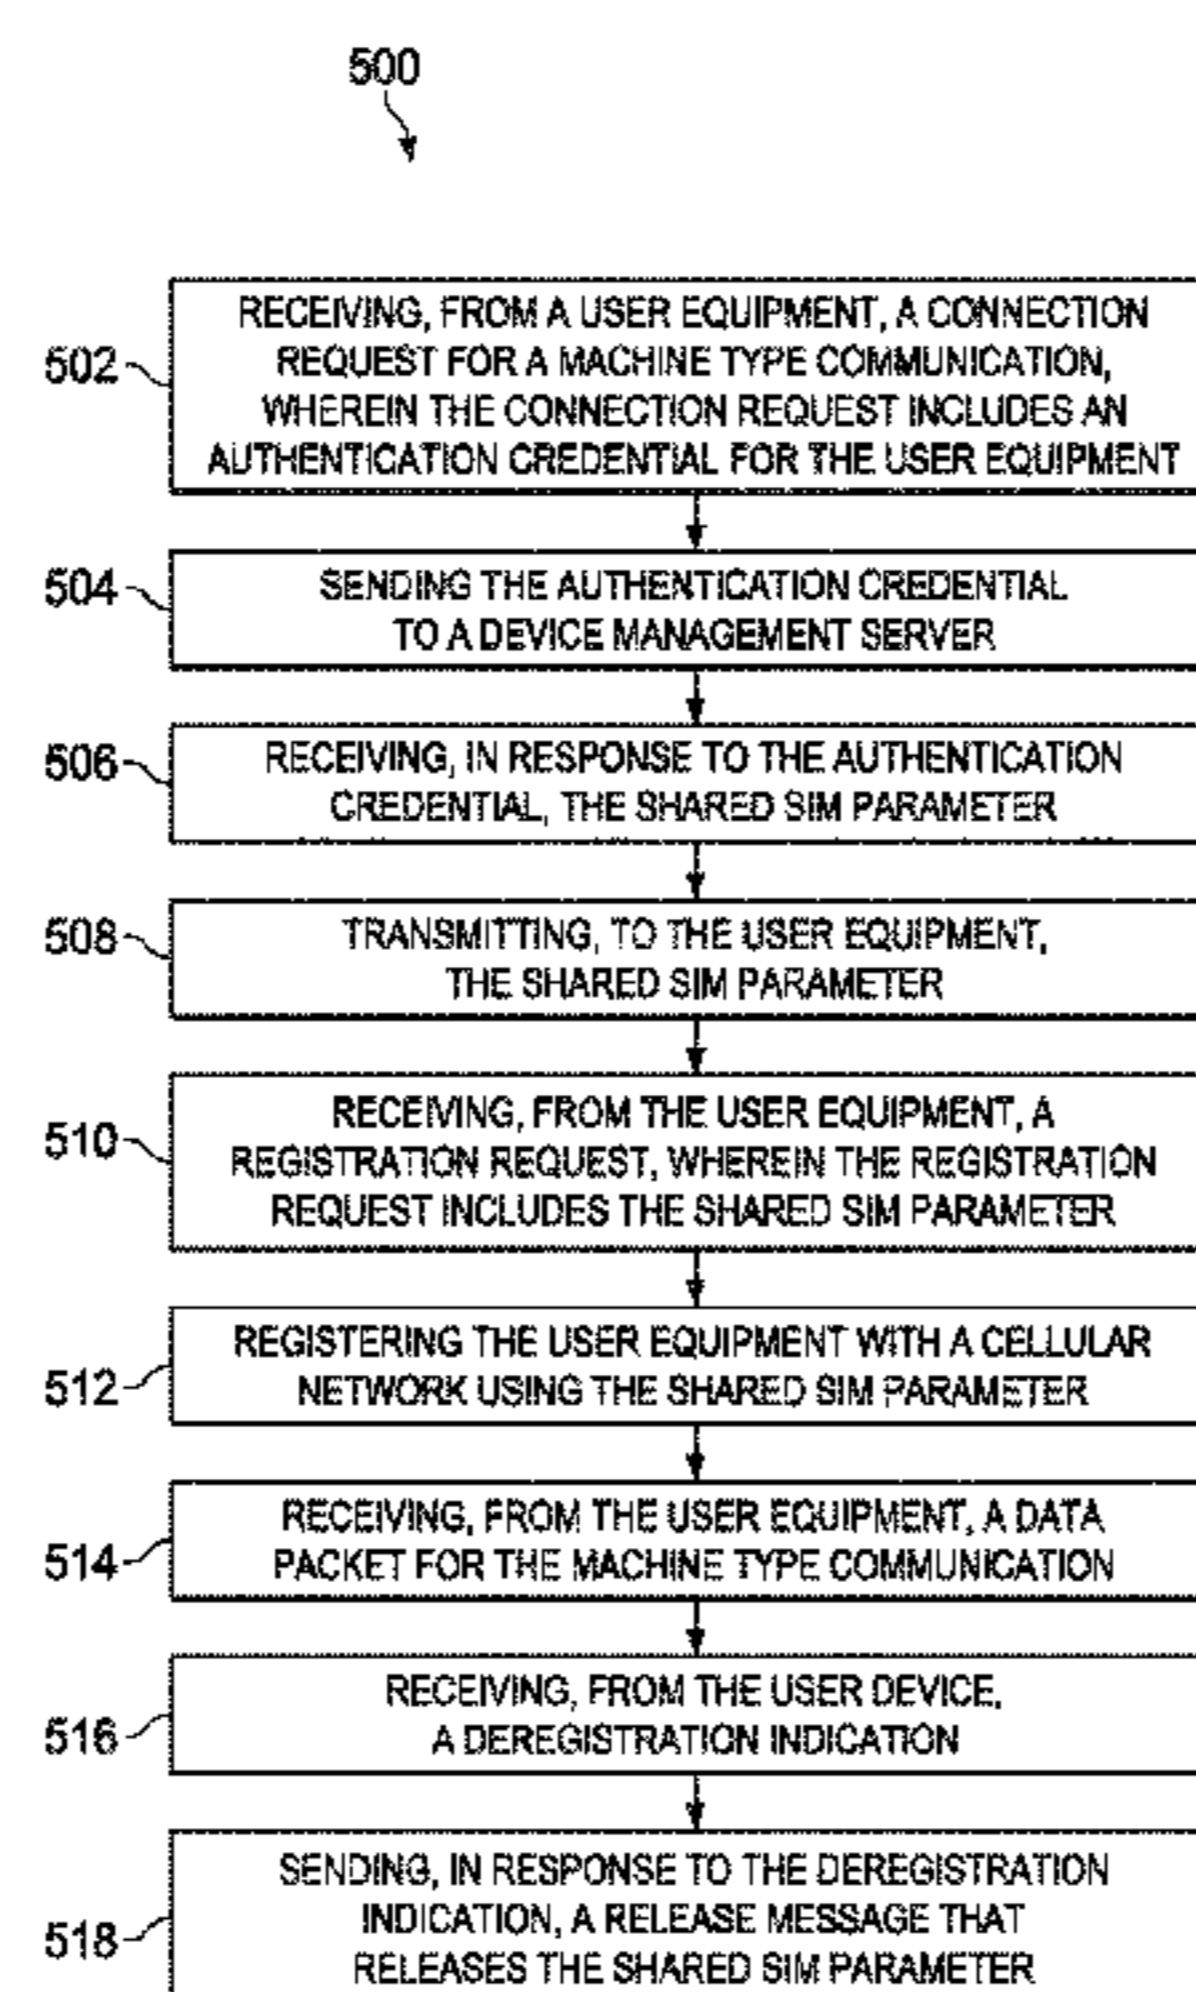 500
502
RECEIVING, FROM A USER EQUIPMENT, A CONNECTION
REQUEST FOR A MACHINE TYPE COMMUNICATION,
WHEREIN THE CONNECTION REQUEST INCLUDES AN
AUTHENTICATION CREDENTIAL FOR THE USER EQUIPMENT
504
SENDING THE AUTHENTICATION CREDENTIAL
TO A DEVICE MANAGEMENT SERVER
506
RECEIVING, IN RESPONSE TO THE AUTHENTICATION
CREDENTIAL, THE SHARED SIM PARAMETER
508
TRANSMITTING, TO THE USER EQUIPMENT,
THE SHARED SIM PARAMETER
510
RECEIVING, FROM THE USER EQUIPMENT, A
REGISTRATION REQUEST, WHEREIN THE REGISTRATION
REQUEST INCLUDES THE SHARED SIM PARAMETER
512
REGISTERING THE USER EQUIPMENT WITH A CELLULAR
NETWORK USING THE SHARED SIM PARAMETER
514
RECEIVING, FROM THE USER EQUIPMENT, A DATA
PACKET FOR THE MACHINE TYPE COMMUNICATION
516
RECEIVING, FROM THE USER DEVICE,
A DEREGISTRATION INDICATION
518
SENDING, IN RESPONSE TO THE DEREGISTRATION
INDICATION, A RELEASE MESSAGE THAT
RELEASES THE SHARED SIM PARAMETER